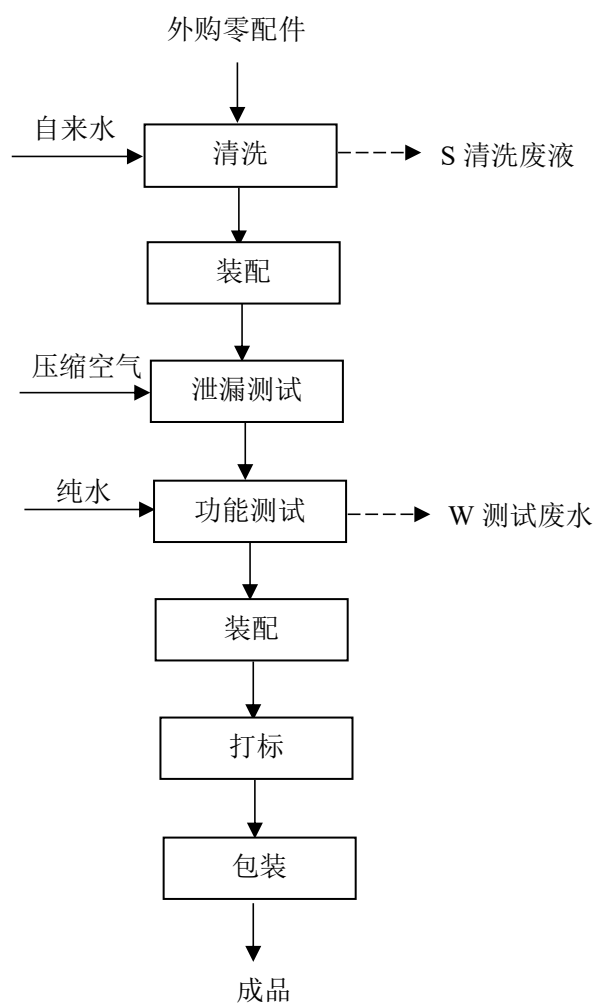 外购零配件
自来水
清洗
S 清洗废液
装配
压缩空气
泄漏测试
纯水
功能测试
W 测试废水
装配
打标
包装
成品